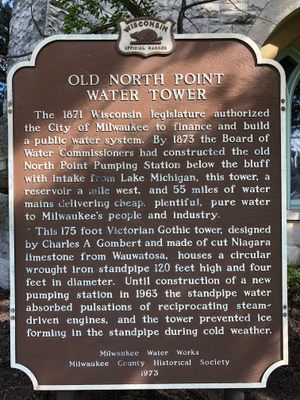 WISCONSIN
OFFICIAL MARKER
OLD NORTH POINT
WATER TOWER
The 1871 Wisconsin legislature authorized
the City of Milwaukee to finance and build
a public water system. By 1873 the Board of
Water Commissioners had constructed the old
North Point Pumping Station below the bluff
with intake from Lake Michigan, this tower, a
reservoir a mile west, and 55 miles of water
mains delivering cheap, plentiful, pure water
to Milwaukee's people and industry.
This 175 foot Victorian Gothic tower, designed
by Charles A. Gombert and made of cut Niagara
limestone from Wauwatosa, houses a circular
wrought iron standpipe 120 feet high and four
feet in diameter. Until construction of a new
pumping station in 1963 the standpipe water
absorbed pulsations of reciprocating steam-
driven engines, and the tower prevented ice
forming in the standpipe during cold weather.
Milwaukee Water Works
Milwaukee County Historical Society
1973